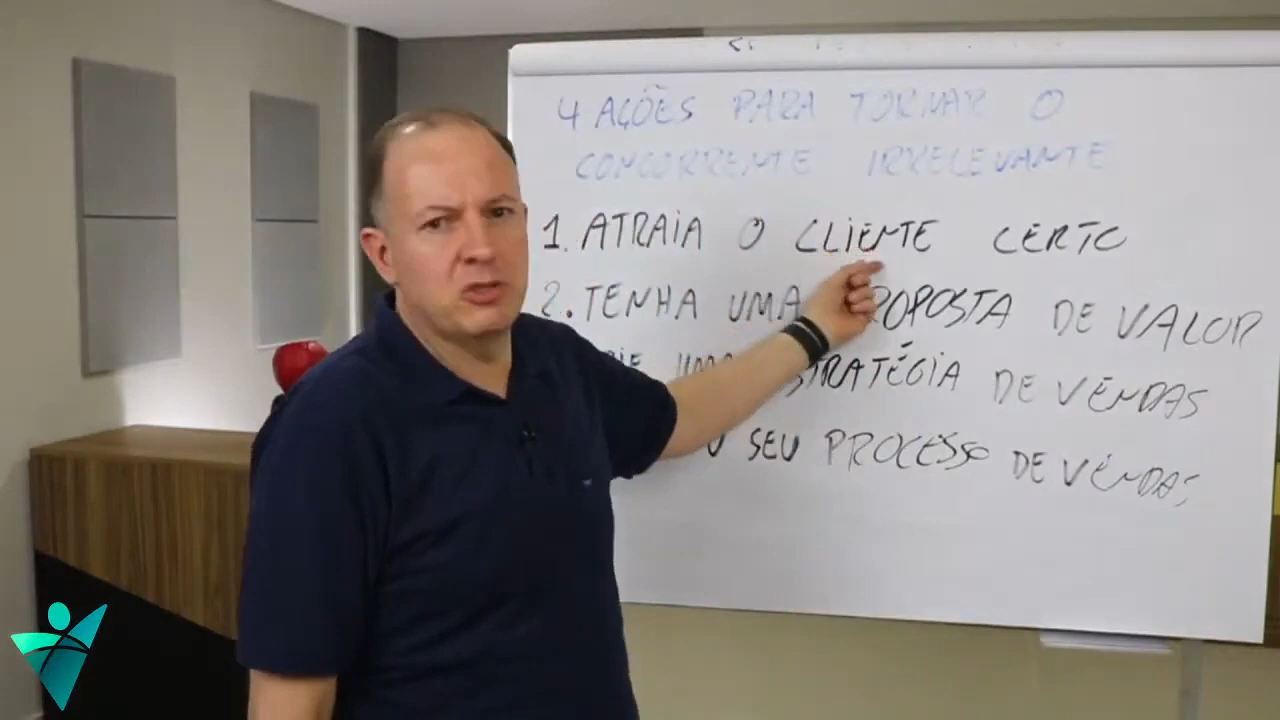 4 AÇÕES PARA TORNAR O
CONCORRENTE IRRELEVANTE
1. ATRAIA O CLIENTE CERTO
2. TENHA UMA PROPOSTA DE VALOR
UMA ESTRATÉGIA DE VENDAS
O SEU PROCESSO DE VENDAS